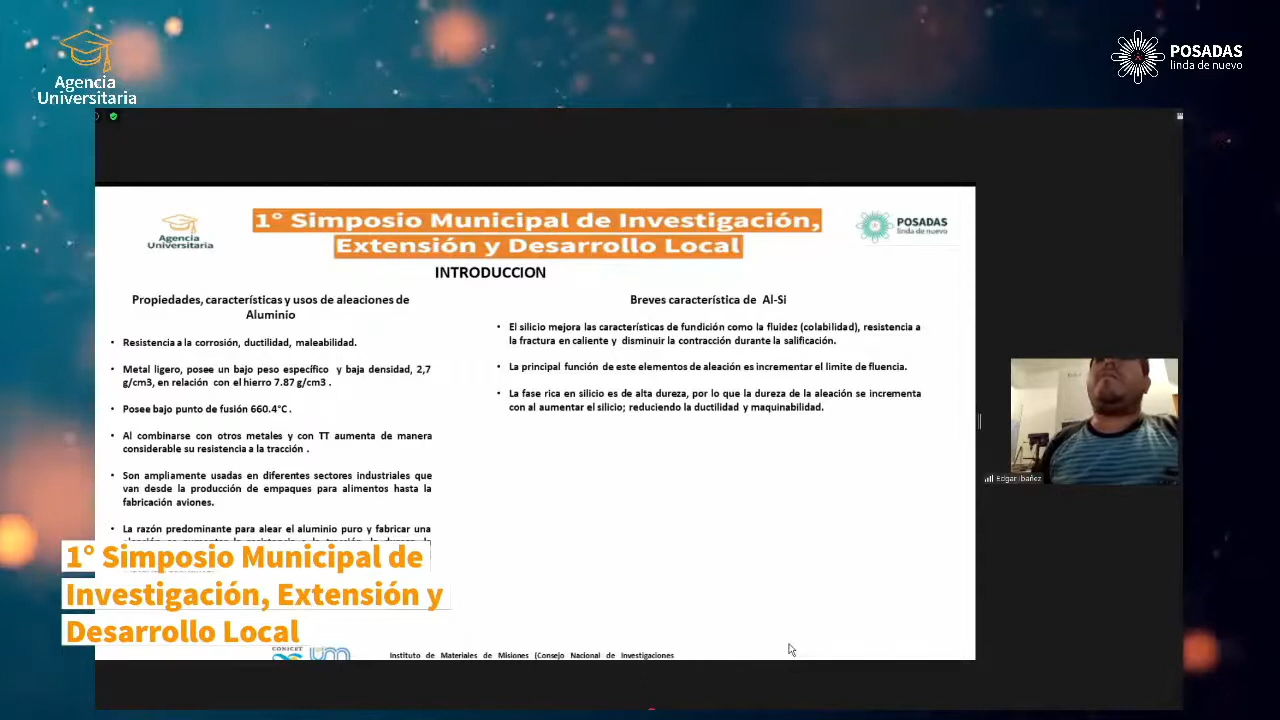 Agencia
Universitaria
POSADAS
linda de nuevo
Agencia
Universitaria
1° Simposio Municipal de Investigación,
Extensión y Desarrollo Local
POSADAS
linda de nuevo
INTRODUCCION
Propiedades, características y usos de aleaciones de
Aluminio
• Resistencia a la corrosión, ductilidad, maleabilidad.
• Metal ligero, posee un bajo peso específico y baja densidad, 2,7
g/cm3, en relación con el hierro 7.87 g/cm3 .
• Posee bajo punto de fusión 660.4°C .
• Al combinarse con otros metales y con TT aumenta de manera
considerable su resistencia a la tracción .
• Son ampliamente usadas en diferentes sectores industriales que
van desde la producción de empaques para alimentos hasta la
fabricación aviones.
• La razón predominante para alear el aluminio puro y fabricar una
Breves característica de Al-Si
• El silicio mejora las características de fundición como la fluidez (colabilidad), resistencia a
la fractura en caliente y disminuir la contracción durante la salificación.
• La principal función de este elementos de aleación es incrementar el limite de fluencia.
• La fase rica en silicio es de alta dureza, por lo que la dureza de la aleación se incrementa
con al aumentar el silicio; reduciendo la ductilidad y maquinabilidad.
Edgar ibañez
1° Simposio Municipal de
Investigación, Extensión y
Desarrollo Local
CONICET
Instituto de Materiales de Misiones (Consejo Nacional de Investigaciones